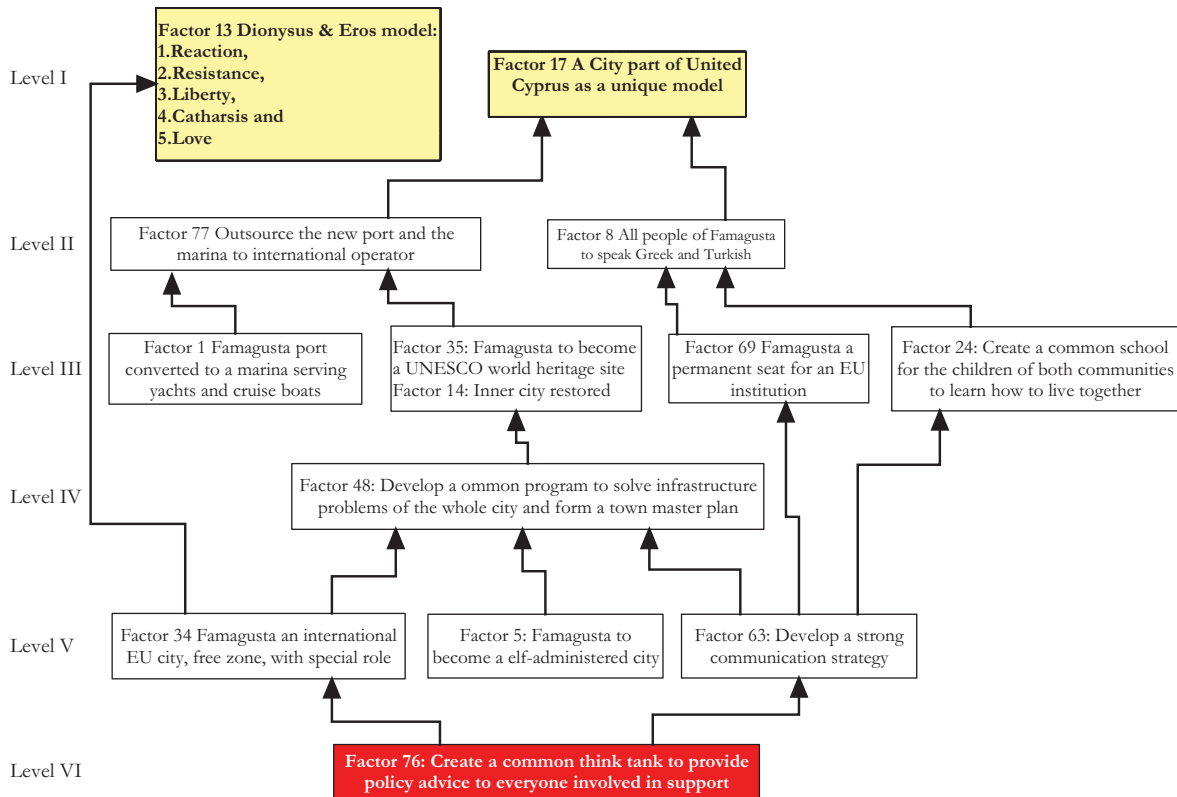 Level I
Factor 13 Dionysus & Eros model:
1.Reaction,
2.Resistance,
3.Liberty,
4.Catharsis and
5.Love
Factor 17 A City part of United
Cyprus as a unique model
Level II
Factor 77 Outsource the new port and the
marina to international operator
Factor 8 All people of Famagusta
to speak Greek and Turkish
Level III
Factor 1 Famagusta port
converted to a marina serving
yachts and cruise boats
Factor 35: Famagusta to become
a UNESCO world heritage site
Factor 14: Inner city restored
Factor 69 Famagusta a
permanent seat for an EU
institution
Factor 24: Create a common school
for the children of both communities
to learn how to live together
Level IV
Factor 48: Develop a ommon program to solve infrastructure
problems of the whole city and form a town master plan
Level V
Factor 34 Famagusta an international
EU city, free zone, with special role
Factor 5: Famagusta to
become a elf-administered city
Factor 63: Develop a strong
communication strategy
Level VI
Factor 76: Create a common think tank to provide
policy advice to everyone involved in support